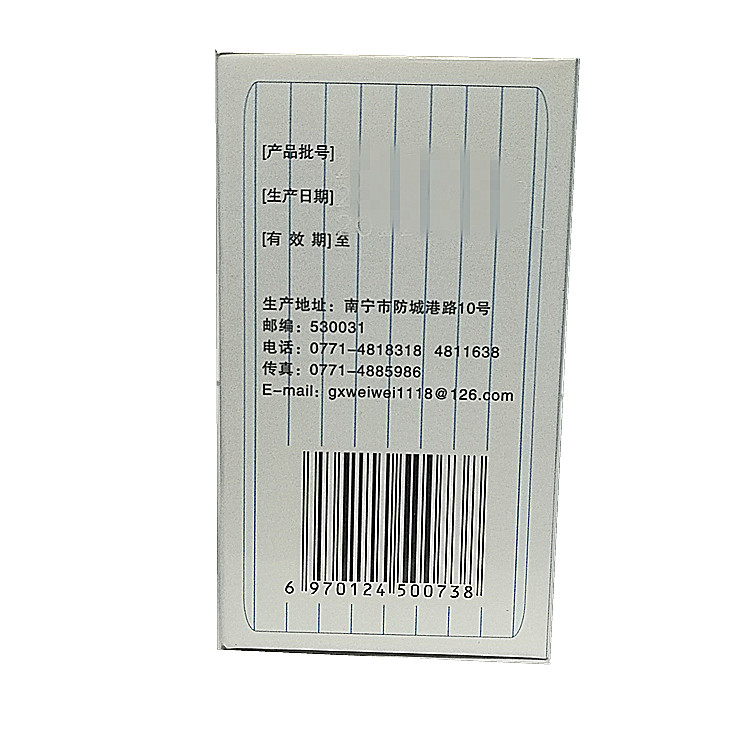 [产品批号]
[生产日期]
[有 效 期]至
生产地址：南宁市防城港路10号
邮编：530031
电话：0771-4818318 4811638
传真：0771-4885986
E-mail：gxweiwei1118@126.com
6 970124 500738